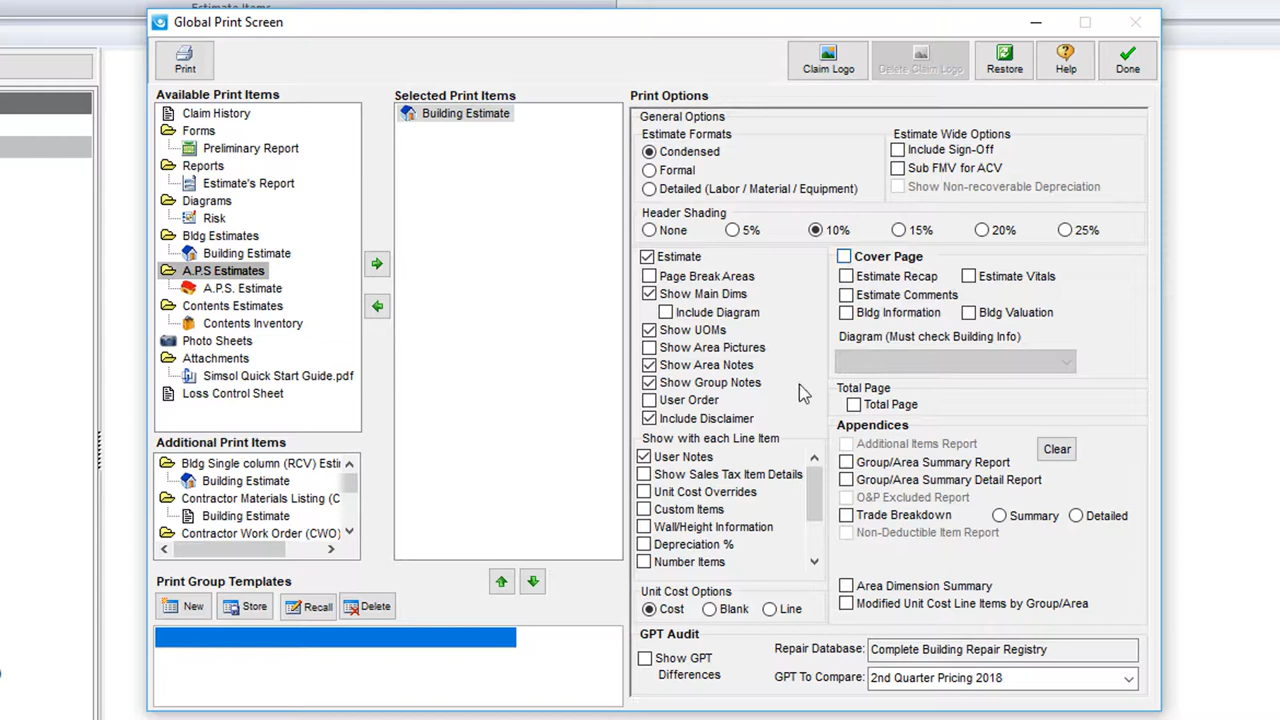 Estimate Items
Global Print Screen
Print
Claim Logo
Delete Claim Logo
Restore
Help
Done
Available Print Items
Claim History
Forms
Preliminary Report
Reports
Estimate's Report
Diagrams
Risk
Bldg Estimates
Building Estimate
A.P.S Estimates
A.P.S. Estimate
Contents Estimates
Contents Inventory
Photo Sheets
Attachments
Simsol Quick Start Guide.pdf
Loss Control Sheet
Additional Print Items
Bldg Single column (RCV) Estir
Building Estimate
Contractor Materials Listing (C
Building Estimate
Contractor Work Order (CWO)
Print Group Templates
New
Store
Recall
Delete
Selected Print Items
Building Estimate
Print Options
General Options
Estimate Formats
Condensed
Formal
Detailed (Labor / Material / Equipment)
Estimate Wide Options
Include Sign-Off
Sub FMV for ACV
Show Non-recoverable Depreciation
Header Shading
None 5% 10% 15% 20% 25%
Estimate
Page Break Areas
Show Main Dims
Include Diagram
Show UOMs
Show Area Pictures
Show Area Notes
Show Group Notes
User Order
Include Disclaimer
Show with each Line Item
User Notes
Show Sales Tax Item Details
Unit Cost Overrides
Custom Items
Wall/Height Information
Depreciation %
Number Items
Unit Cost Options
Cost Blank Line
Cover Page
Estimate Recap Estimate Vitals
Estimate Comments
Bldg Information Bldg Valuation
Diagram (Must check Building Info)
Total Page
Total Page
Appendices
Additional Items Report
Clear
Group/Area Summary Report
Group/Area Summary Detail Report
O&P Excluded Report
Trade Breakdown Summary Detailed
Non-Deductible Item Report
Area Dimension Summary
Modified Unit Cost Line Items by Group/Area
GPT Audit
Show GPT
Differences
Repair Database: Complete Building Repair Registry
GPT To Compare: 2nd Quarter Pricing 2018